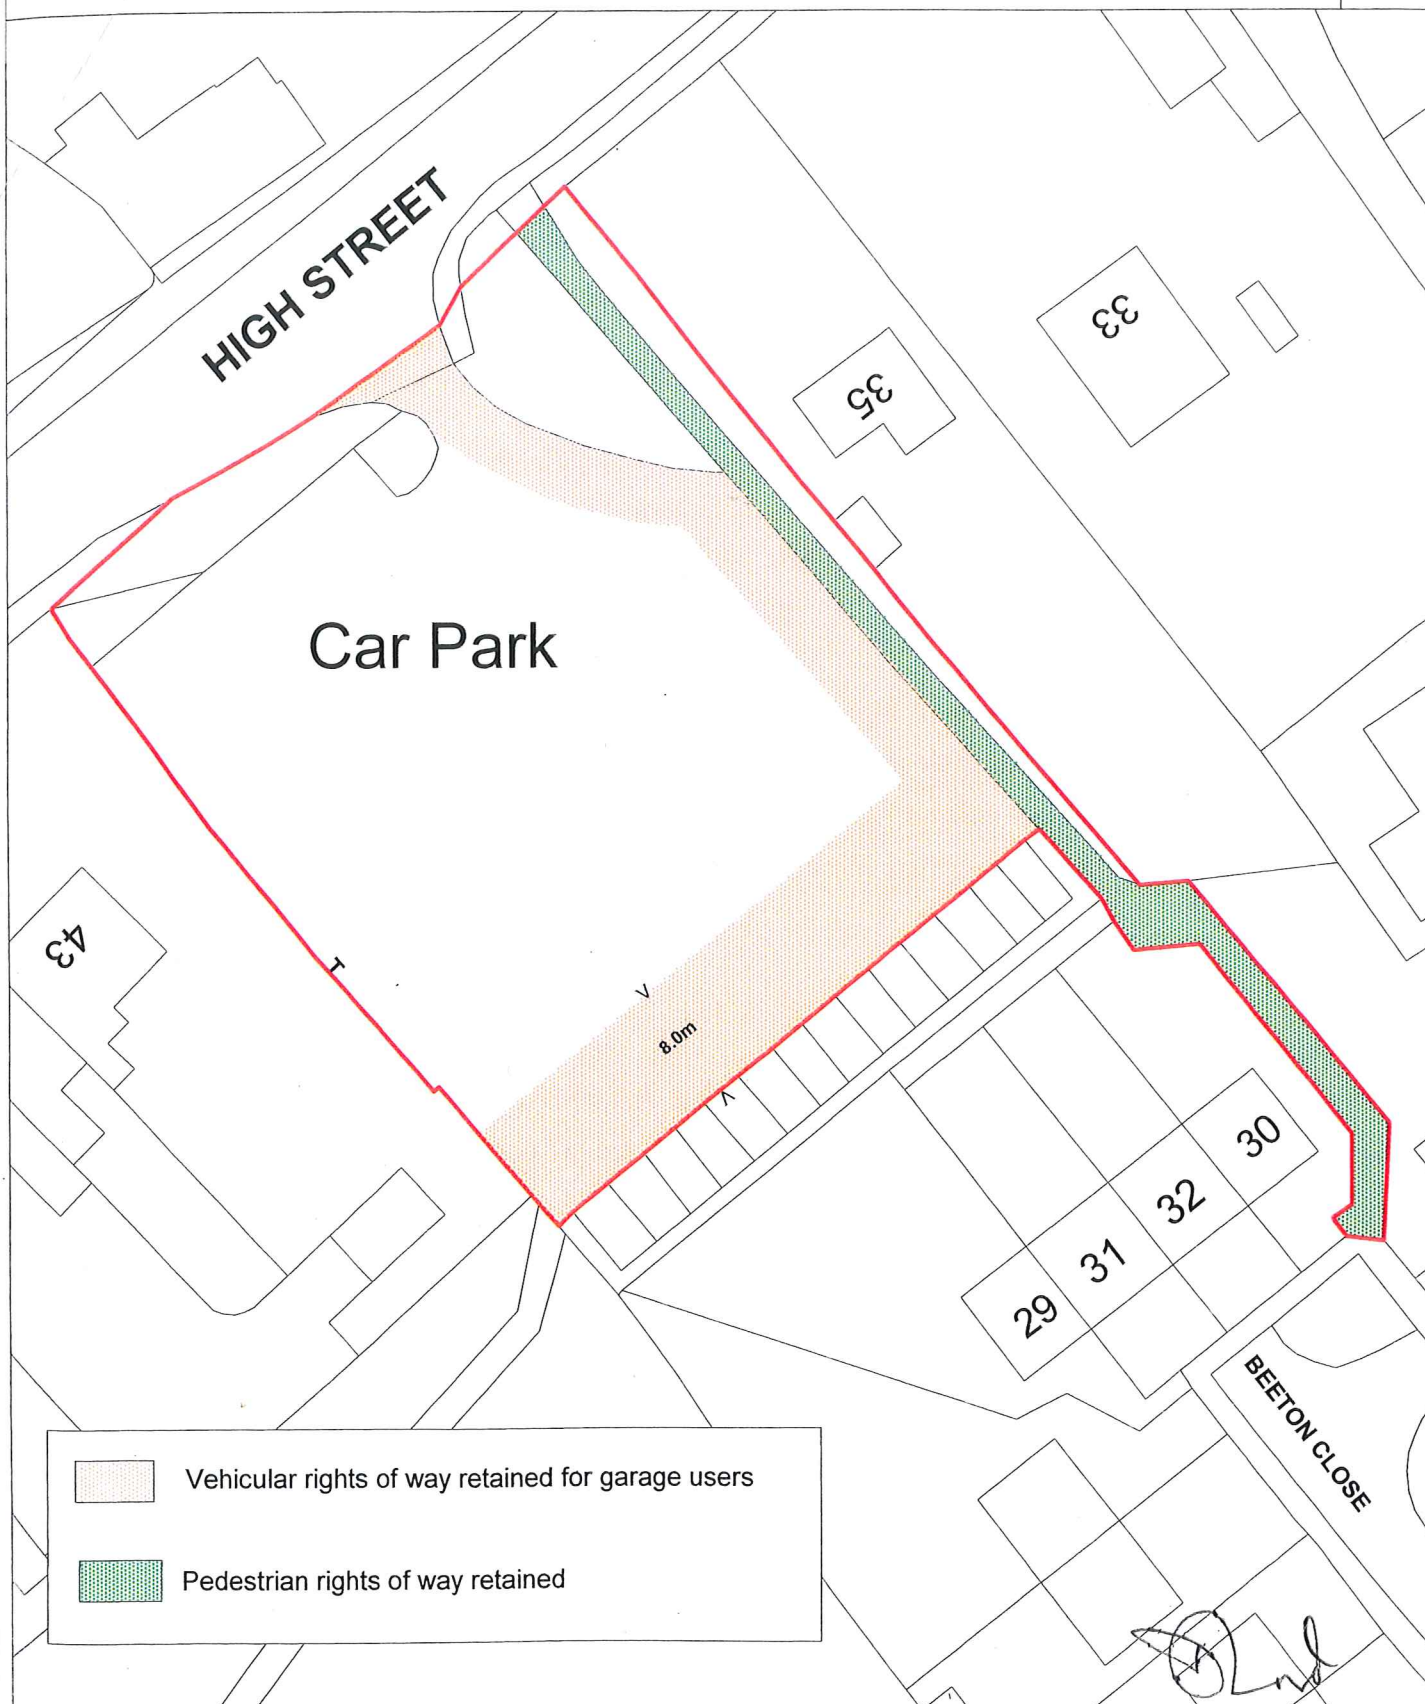 HIGH STREET
33
35
Car Park
43
T
8.0m
30
32
31
29
BEETON CLOSE
Vehicular rights of way retained for garage users
Pedestrian rights of way retained